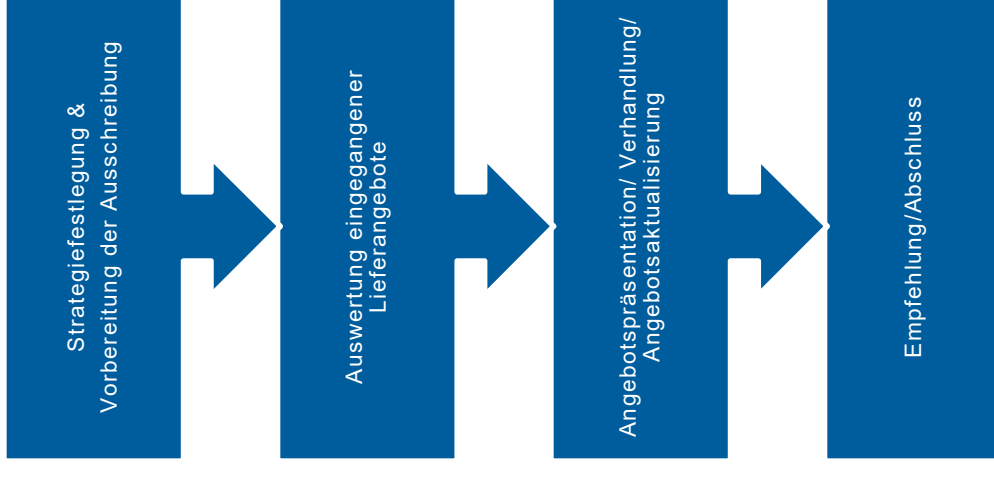 Strategiefestlegung &
Vorbereitung der Ausschreibung
Auswertung eingegangener
Lieferangebote
Angebotspräsentation/ Verhandlung/
Angebotsaktualisierung
Empfehlung/Abschluss